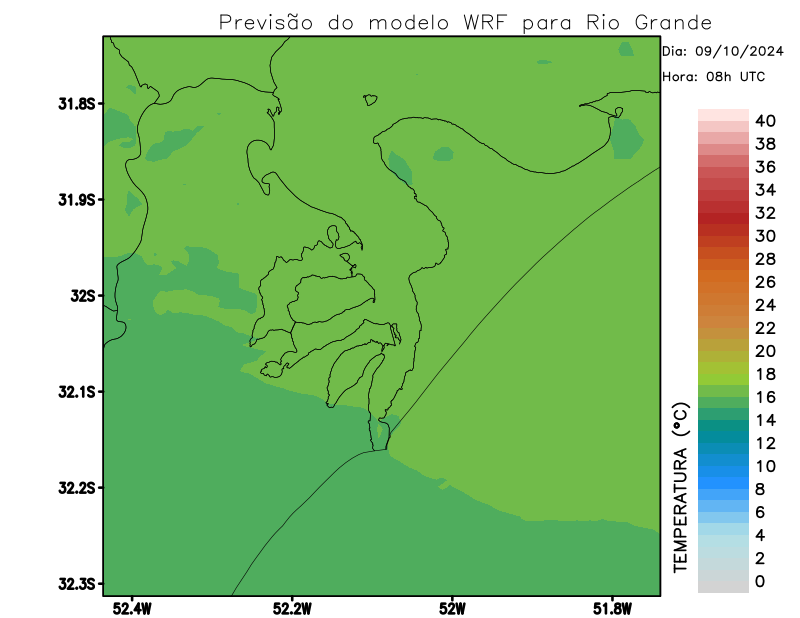 Previsão do modelo WRF para Rio Grande
Dia: 09/10/2024
Hora: 08h UTC
31.8S
31.9S
32S
32.1S
32.2S
32.3S
52.4W
52.2W
52W
51.8W
40
38
36
34
32
30
28
26
24
22
20
18
16
14
12
10
8
6
4
2
0
TEMPERATURA (°C)